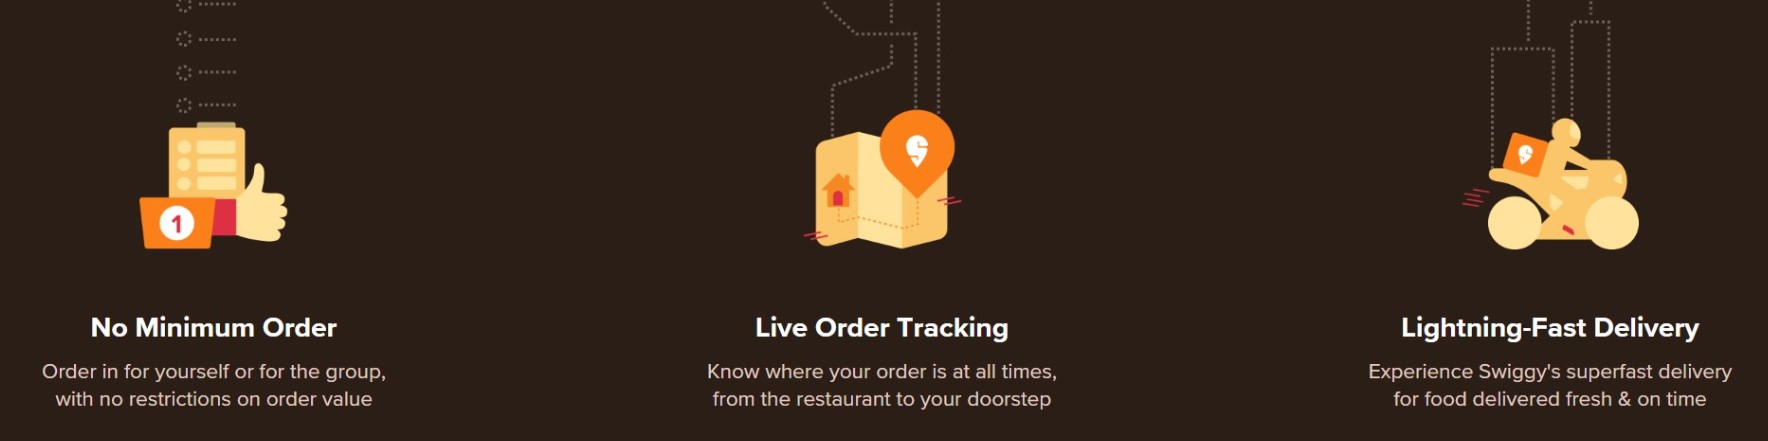 1
No Minimum Order
Order in for yourself or for the group,
with no restrictions on order value
Live Order Tracking
Know where your order is at all times,
from the restaurant to your doorstep
Lightning-Fast Delivery
Experience Swiggy's superfast delivery
for food delivered fresh & on time